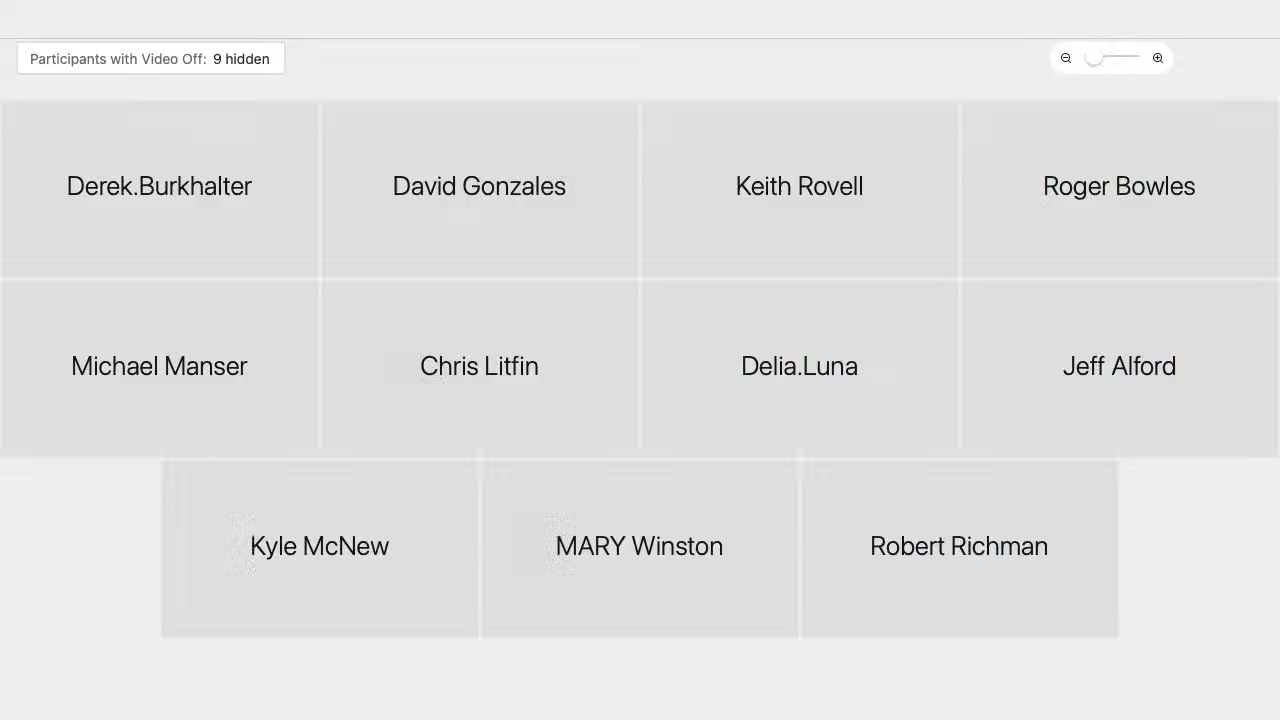 Participants with Video Off: 9 hidden
Derek.Burkhalter
David Gonzales
Keith Rovell
Roger Bowles
Michael Manser
Chris Litfin
Delia.Luna
Jeff Alford
Kyle McNew
MARY Winston
Robert Richman